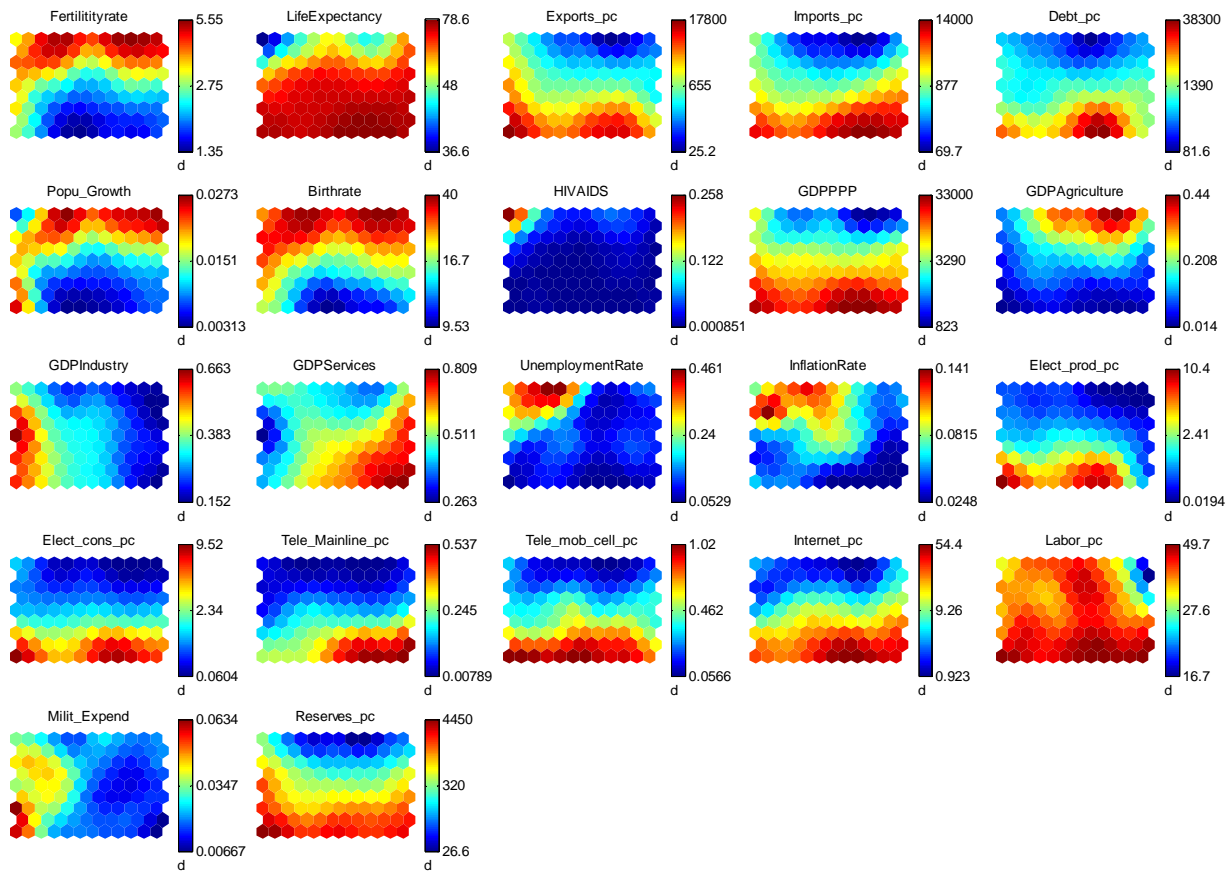 Fertilitityrate
5.55
2.75
1.35
d
LifeExpectancy
78.6
48
36.6
d
Exports_pc
17800
655
25.2
d
Imports_pc
14000
877
69.7
d
Debt_pc
38300
1390
81.6
d
Popu_Growth
0.0273
0.0151
0.00313
d
Birthrate
40
16.7
9.53
d
HIVAIDS
0.258
0.122
0.000851
d
GDPPPP
33000
3290
823
d
GDPAgriculture
0.44
0.208
0.014
d
GDPIndustry
0.663
0.383
0.152
d
GDPServices
0.809
0.511
0.263
d
UnemploymentRate
0.461
0.24
0.0529
d
InflationRate
0.141
0.0815
0.0248
d
Elect_prod_pc
10.4
2.41
0.0194
d
Elect_cons_pc
9.52
2.34
0.0604
d
Tele_Mainline_pc
0.537
0.245
0.00789
d
Tele_mob_cell_pc
1.02
0.462
0.0566
d
Internet_pc
54.4
9.26
0.923
d
Labor_pc
49.7
27.6
16.7
d
Milit_Expend
0.0634
0.0347
0.00667
d
Reserves_pc
4450
320
26.6
d